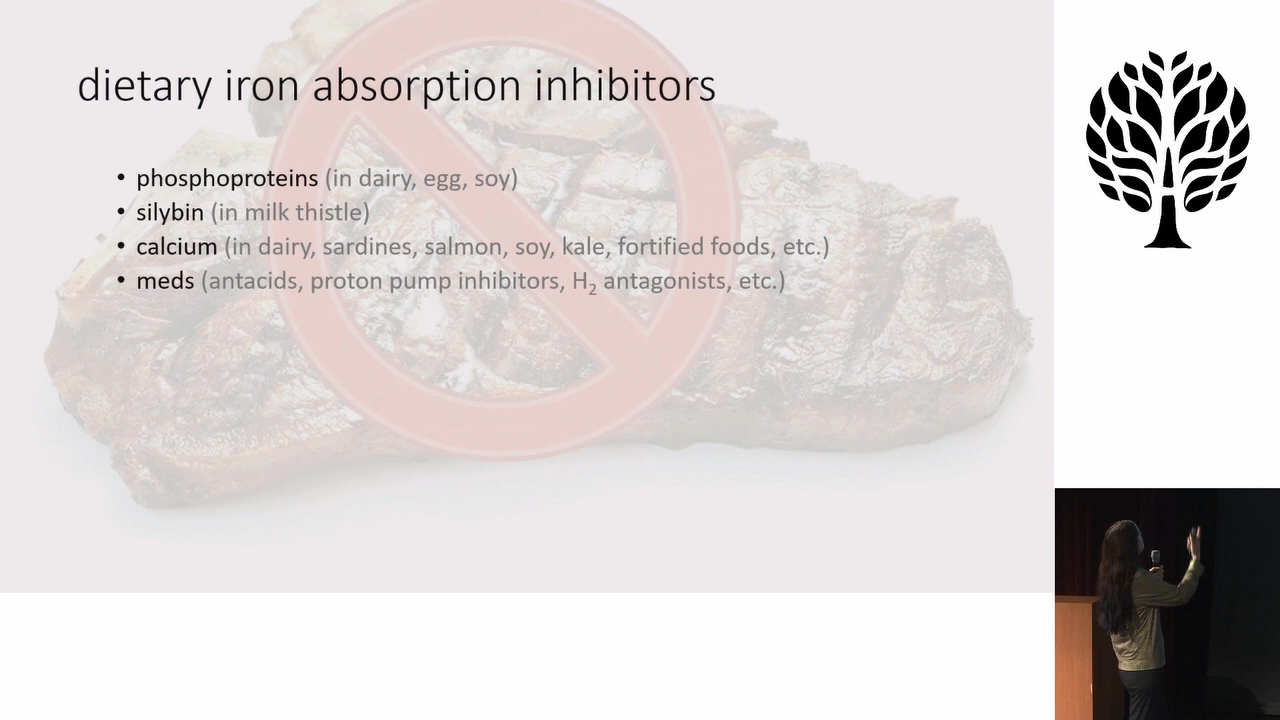 dietary iron absorption inhibitors
• phosphoproteins (in dairy, egg, soy)
• silybin (in milk thistle)
• calcium (in dairy, sardines, salmon, soy, kale, fortified foods, etc.)
• meds (antacids, proton pump inhibitors, H₂ antagonists, etc.)